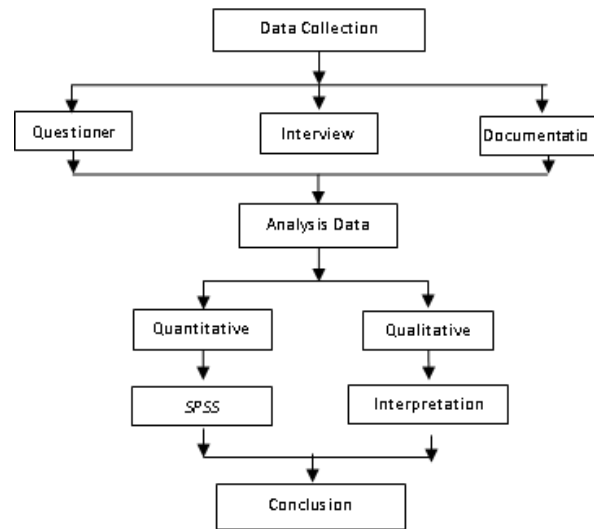 Data Collection
Questioner
Interview
Documentatio
Analysis Data
Quantitative
Qualitative
SPSS
Interpretation
Conclusion